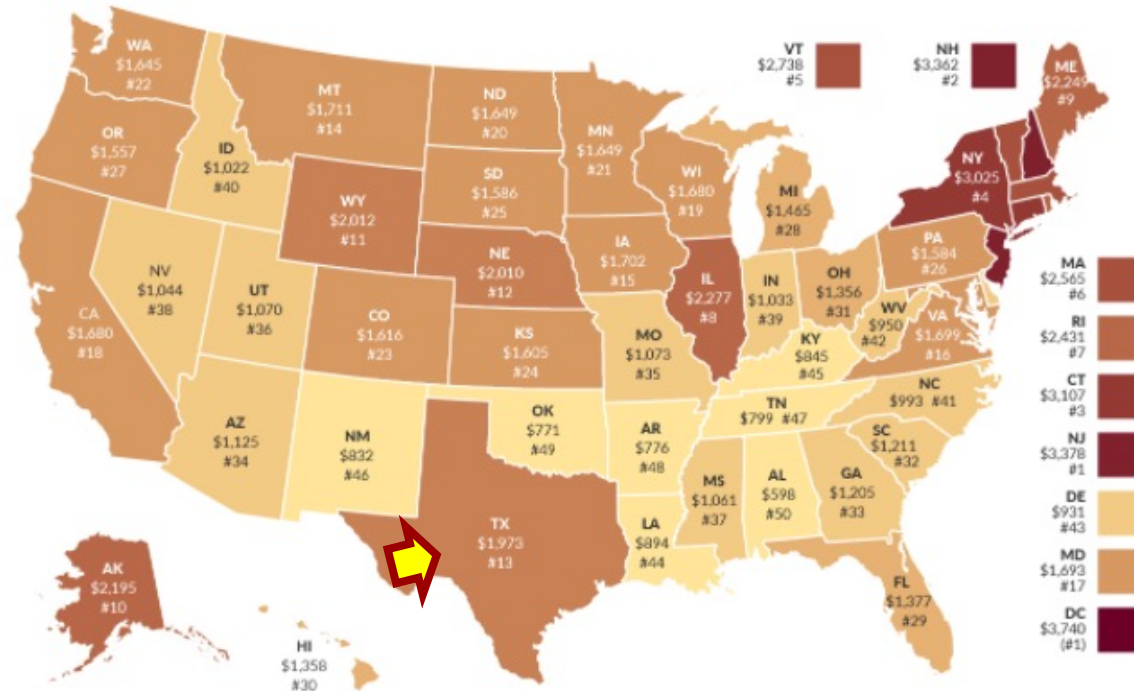 WA
$1,645
#22
MT
$1,711
#14
ND
$1,649
#20
MN
$1,649
#21
VT
$2,738
#5
NH
$3,362
#2
ME
$2,249
#9
OR
$1,557
#27
ID
$1,022
#40
WY
$2,012
#11
SD
$1,586
#25
WI
$1,680
#19
MI
$1,465
#28
NY
$3,025
#4
NV
$1,044
#38
UT
$1,070
#36
CO
$1,616
#23
NE
$2,010
#12
IA
$1,702
#15
IL
$2,277
#8
IN
$1,033
#39
OH
$1,356
#31
PA
$1,584
#26
CA
$1,680
#18
KS
$1,605
#24
MO
$1,073
#35
KY
$845
#45
WV
$950
#42
VA
$1,699
#16
MA
$2,565
#6
RI
$2,431
#7
CT
$3,107
#3
NJ
$3,378
#1
DE
$931
#43
MD
$1,693
#17
DC
$3,740
(#1)
AZ
$1,125
#34
NM
$832
#46
OK
$771
#49
AR
$776
#48
TN
$799 #47
NC
$993 #41
SC
$1,211
#32
TX
$1,973
#13
LA
$894
#44
MS
$1,061
#37
AL
$598
#50
GA
$1,205
#33
FL
$1,377
#29
AK
$2,195
#10
HI
$1,358
#30